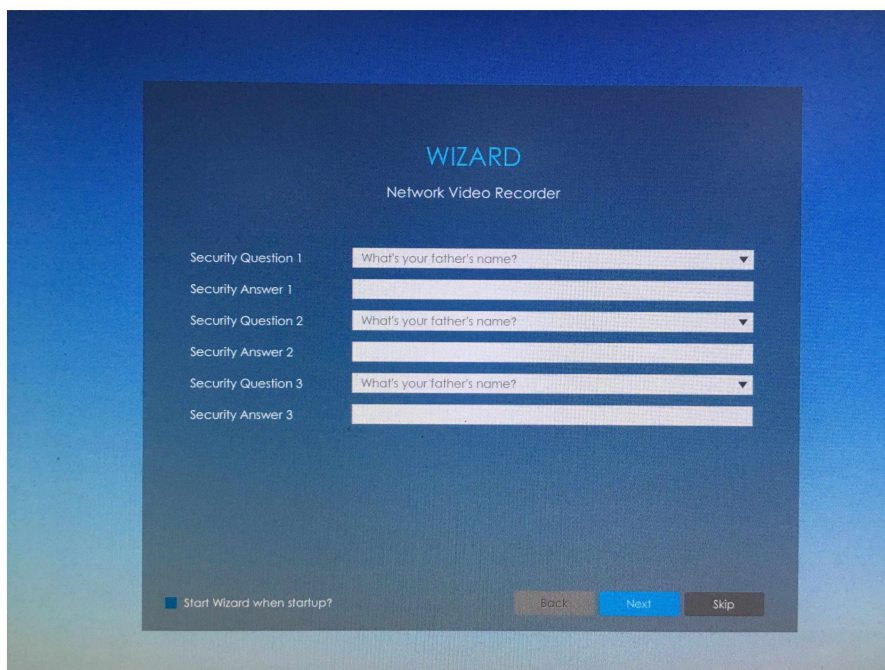 WIZARD
Network Video Recorder
Security Question 1 What's your father's name?
Security Answer 1
Security Question 2 What's your father's name?
Security Answer 2
Security Question 3 What's your father's name?
Security Answer 3
Start Wizard when startup? Back Next Skip